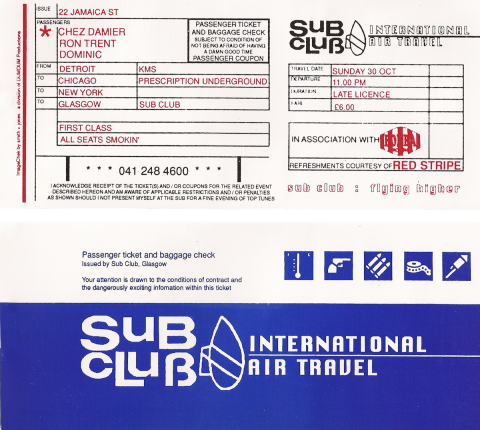 ISSUE 22 JAMAICA ST
PASSENGERS
* CHEZ DAMIER
RON TRENT
DOMINIC
PASSENGER TICKET
AND BAGGAGE CHECK
SUBJECT TO CONDITION OF
NOT BEING AFRAID OF HAVING
A DAMN GOOD TIME
PASSENGER COUPON
FROM DETROIT KMS
TO CHICAGO PRESCRIPTION UNDERGROUND
TO NEW YORK
TO GLASGOW SUB CLUB
FIRST CLASS
ALL SEATS SMOKIN'
* * * 041 248 4600 * * *
I ACKNOWLEDGE RECEIPT OF THE TICKET(S) AND / OR COUPONS FOR THE RELATED EVENT
DESCRIBED HEREON AND AM AWARE OF APPLICABLE RESTRICTIONS AND / OR PENALTIES
AS SHOWN SHOULD I NOT PRESENT MYSELF AT THE SUB FOR A FINE EVENING OF TOP TUNES
SUB CLUB
INTERNATIONAL
AIR TRAVEL
TRAVEL DATE SUNDAY 30 OCT
DEPARTURE 11.00 PM
DURATION LATE LICENCE
FARE £6.00
IN ASSOCIATION WITH
REFRESHMENTS COURTESY OF RED STRIPE
sub club : flying higher
Passenger ticket and baggage check
Issued by Sub Club, Glasgow
Your attention is drawn to the conditions of contract and
the dangerously exciting information within this ticket
SUB CLUB
INTERNATIONAL
AIR TRAVEL